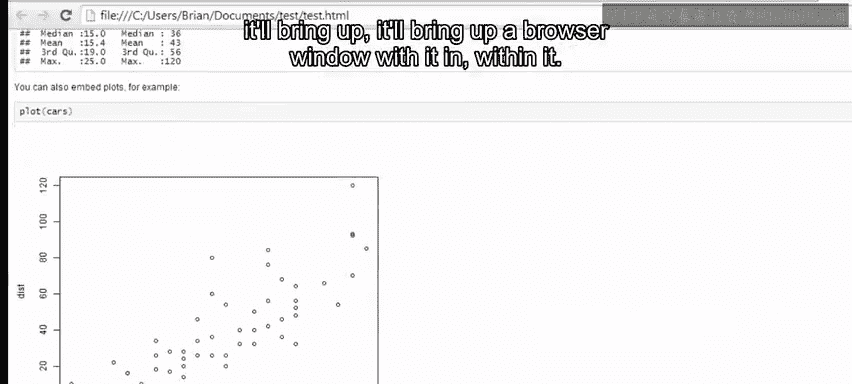 file:///C:/Users/Brian/Documents/test/test.html
it'll bring up, it'll bring up a browser
window with it in, within it.
## Median :15.0 Median : 36
## Mean :15.4 Mean : 43
## 3rd Qu.:19.0 3rd Qu.: 56
## Max. :25.0 Max. :120
You can also embed plots, for example:
plot(cars)
120
100
80
60
40
20
dist